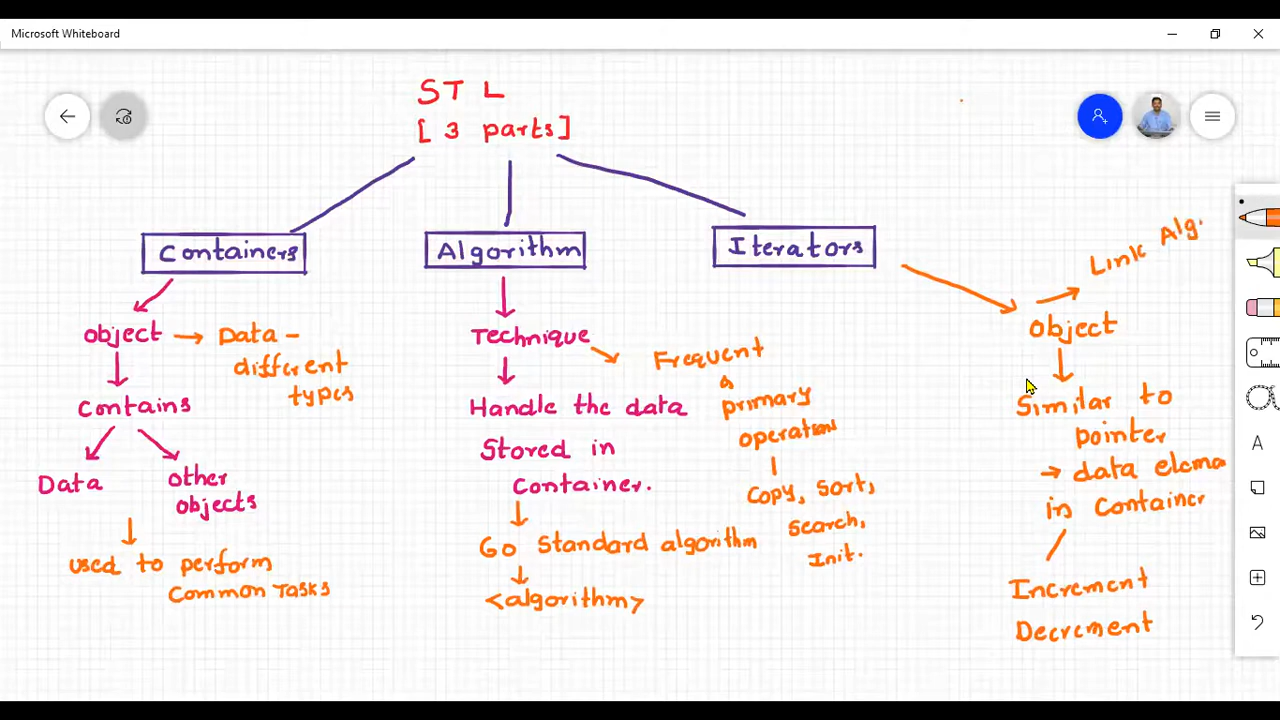 Microsoft Whiteboard
STL
[3 parts]
Containers
Algorithm
Iterators
Link Alg.
object
Data -
different
types
Contains
Data
other
objects
used to perform
Common Tasks
Technique
Frequent
&
primary
operation
Copy, Sort,
Search,
Init.
Handle the data
Stored in
Container.
60 Standard algorithm
<algorithm>
Object
Similar to
pointer
data elema
in Container
Increment
Decrement
A